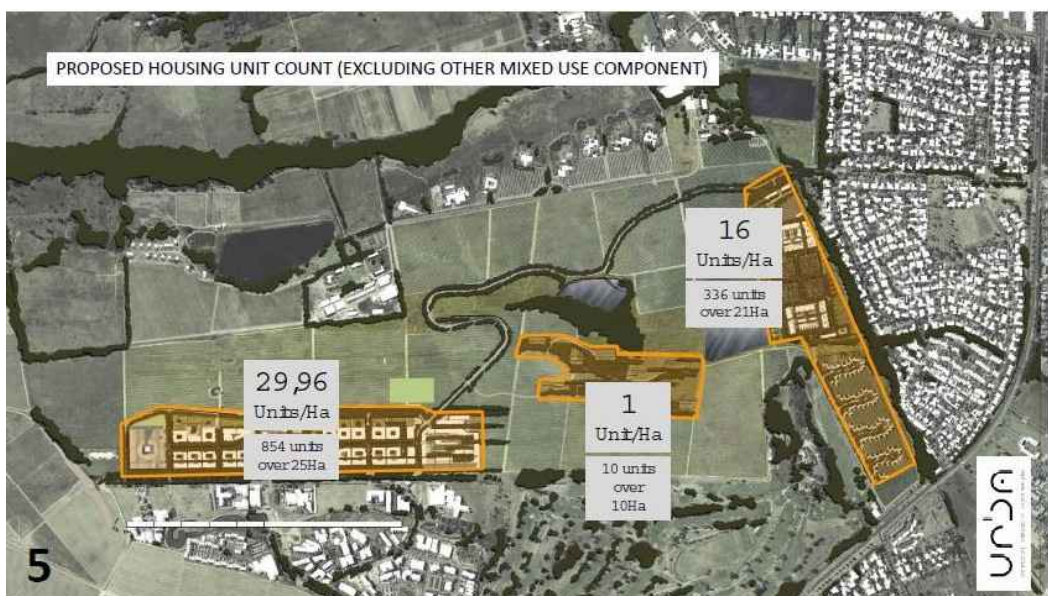 PROPOSED HOUSING UNIT COUNT (EXCLUDING OTHER MIXED USE COMPONENT)
16
Units/Ha
336 units
over 21Ha
29,96
Units/Ha
854 units
over 25Ha
1
Unit/Ha
10 units
over
10Ha
5